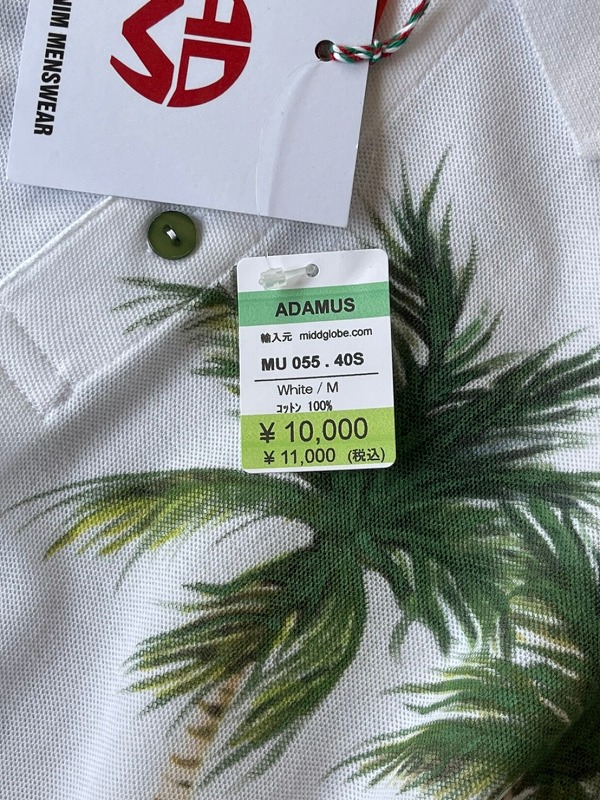 MENSWEAR
ADAMUS
輸入元 middglobe.com
MU 055 . 40S
White / M
コットン 100%
¥ 10,000
¥ 11,000 (税込)